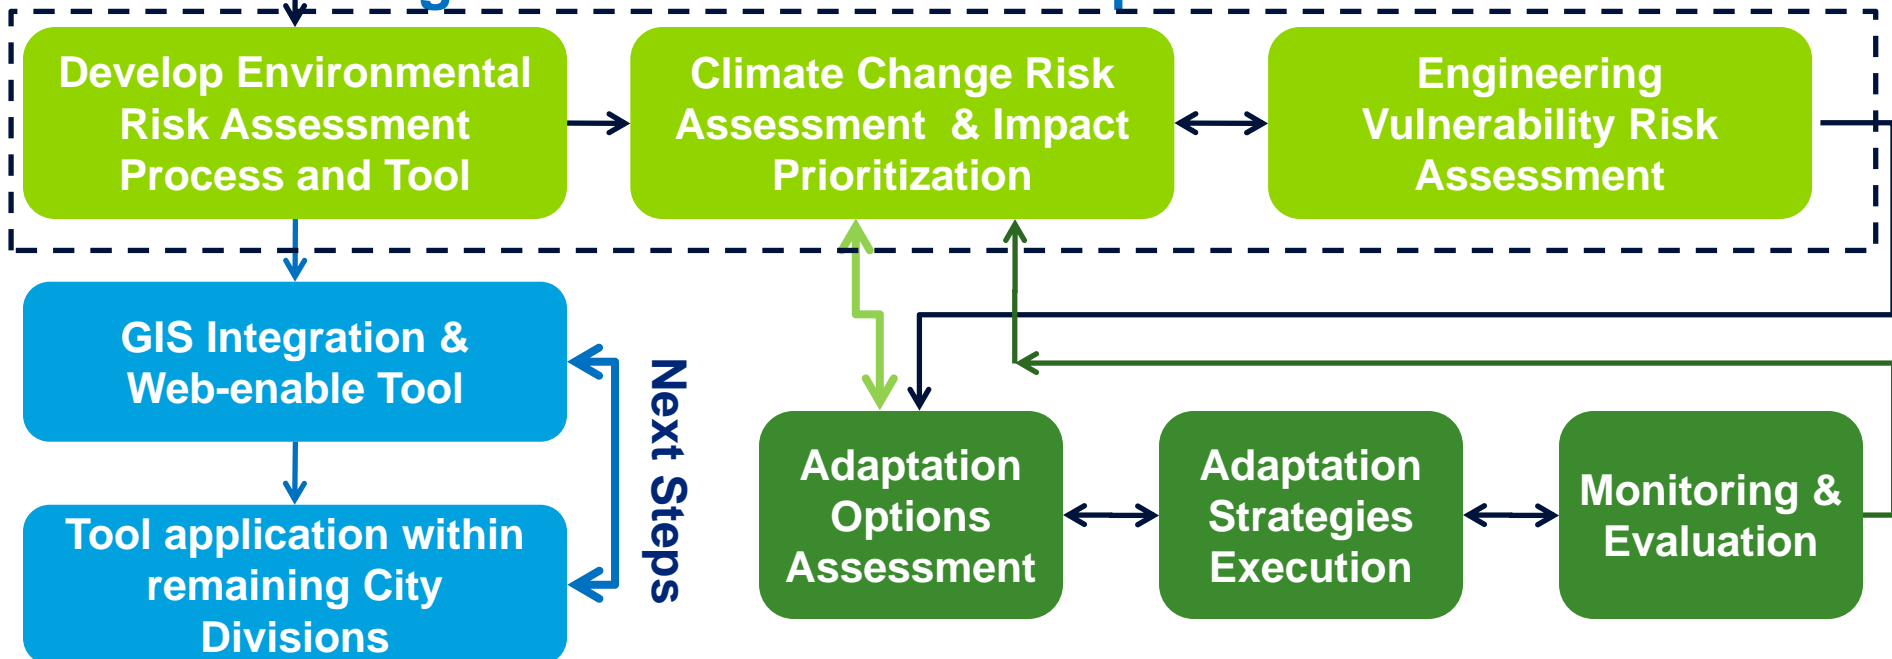 Develop Environmental
Risk Assessment
Process and Tool
Climate Change Risk
Assessment & Impact
Prioritization
Engineering
Vulnerability Risk
Assessment
GIS Integration &
Web-enable Tool
Next Steps
Tool application within
remaining City
Divisions
Adaptation
Options
Assessment
Adaptation
Strategies
Execution
Monitoring &
Evaluation